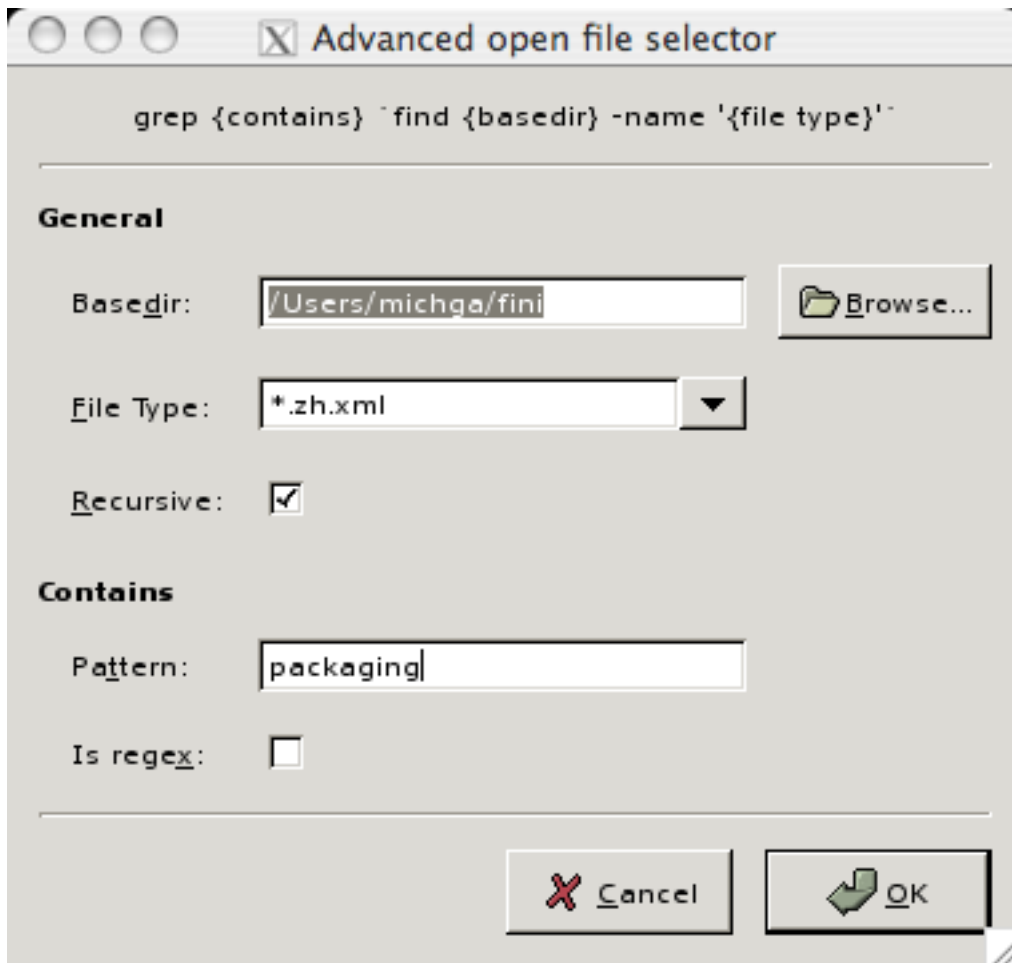 Advanced open file selector
grep {contains} `find {basedir} -name '{file type}'`
General
Basedir: /Users/michga/fini Browse...
File Type: *.zh.xml
Recursive:
Contains
Pattern: packaging
Is regex:
Cancel OK